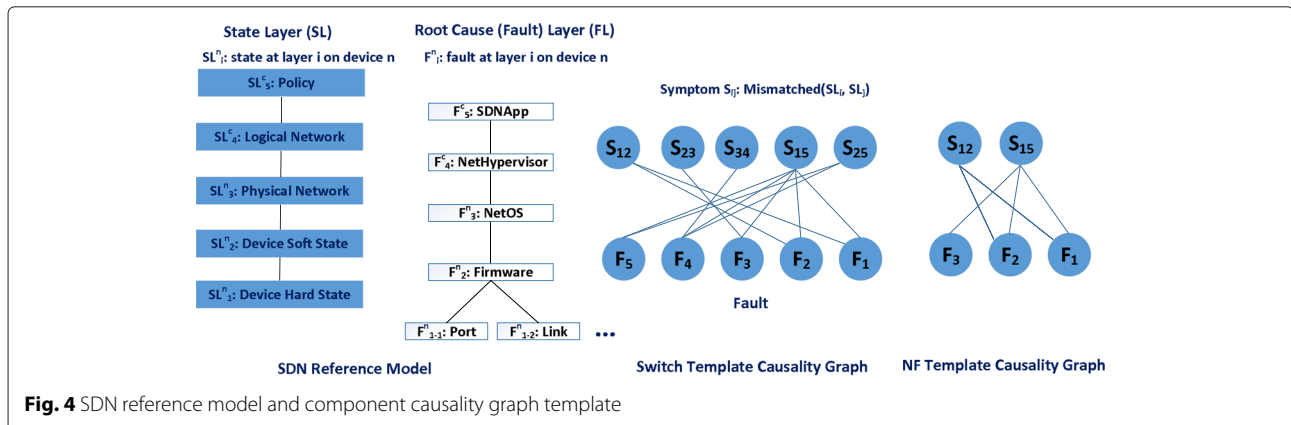 State Layer (SL)
SLⁿᵢ: state at layer i on device n
SLᶜ₅: Policy
SLᶜ₄: Logical Network
SLⁿ₃: Physical Network
SLⁿ₂: Device Soft State
SLⁿ₁: Device Hard State
Root Cause (Fault) Layer (FL)
Fⁿᵢ: fault at layer i on device n
Fᶜ₅: SDNApp
Fᶜ₄: NetHypervisor
Fⁿ₃: NetOS
Fⁿ₂: Firmware
Fⁿ₁₋₁: Port
Fⁿ₁₋₂: Link
...
SDN Reference Model
Symptom Sᵢⱼ: Mismatched(SLᵢ, SLⱼ)
S₁₂ S₂₃ S₃₄ S₁₅ S₂₅
F₅ F₄ F₃ F₂ F₁
Fault
Switch Template Causality Graph
S₁₂ S₁₅
F₃ F₂ F₁
NF Template Causality Graph
Fig. 4 SDN reference model and component causality graph template